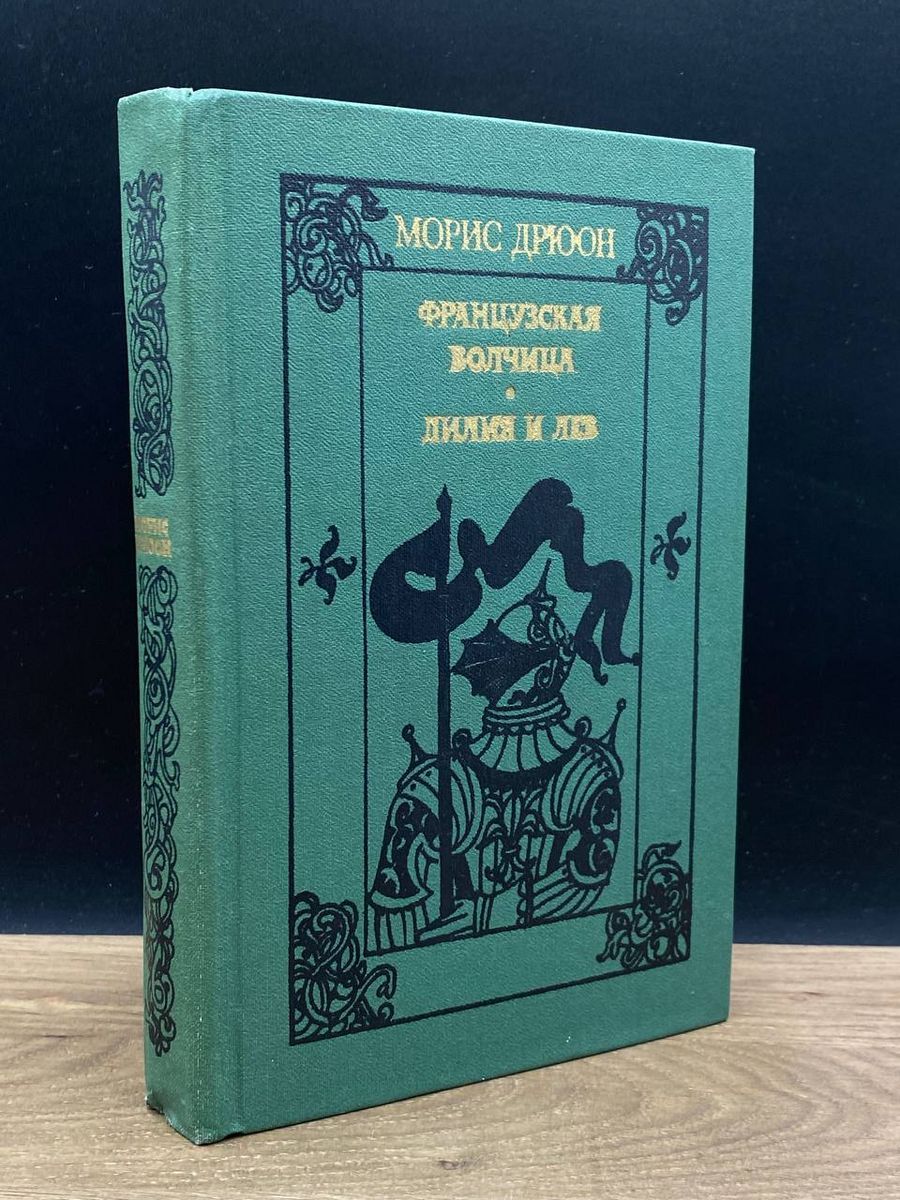 МОРИС ДРЮОН
ФРАНЦУЗСКАЯ
ВОЛЧИЦА
•
ЛИЛИЯ И ЛЕВ
МОРИС
ДРЮОН